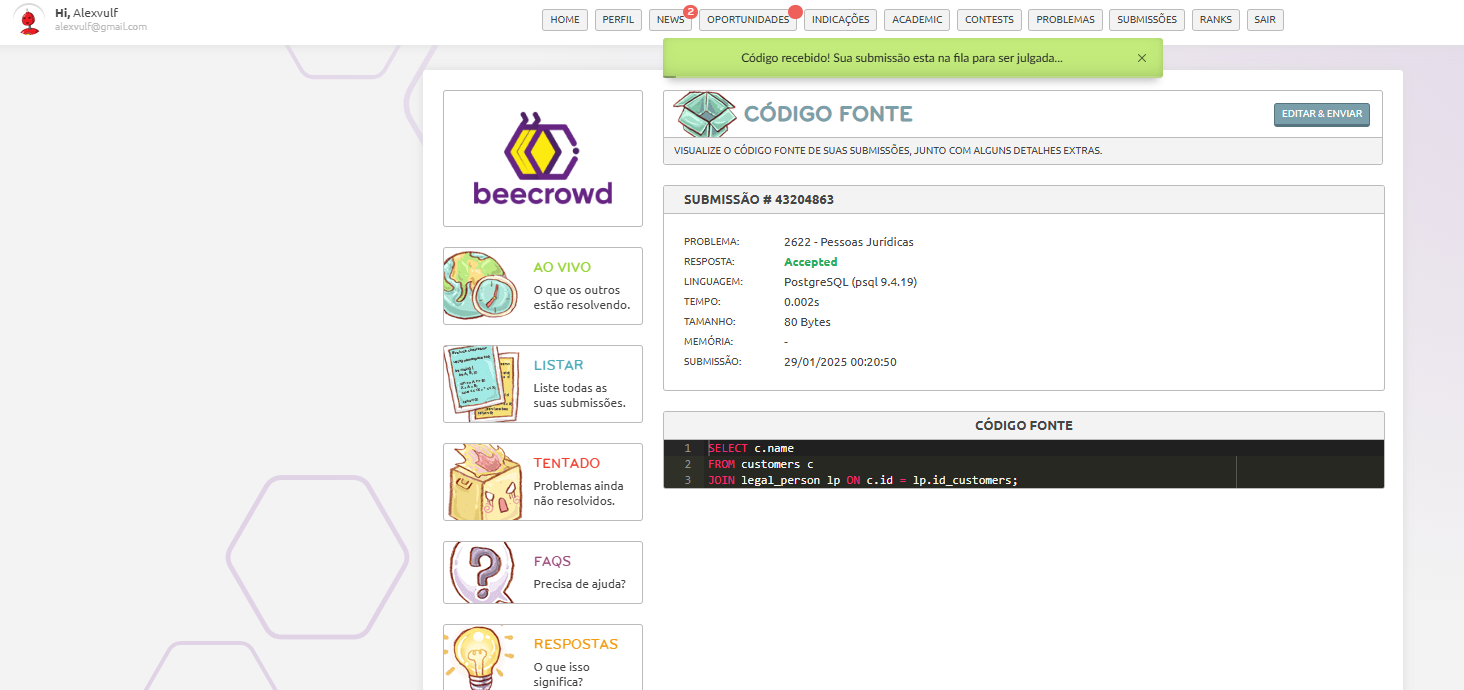 Hi, Alexvulf
alexvulf@gmail.com
HOME
PERFIL
NEWS
2
OPORTUNIDADES
INDICAÇÕES
ACADEMIC
CONTESTS
PROBLEMAS
SUBMISSÕES
RANKS
SAIR
Código recebido! Sua submissão esta na fila para ser julgada...
×
beecrowd
CÓDIGO FONTE
EDITAR & ENVIAR
VISUALIZE O CÓDIGO FONTE DE SUAS SUBMISSÕES, JUNTO COM ALGUNS DETALHES EXTRAS.
AO VIVO
O que os outros
estão resolvendo.
LISTAR
Liste todas as
suas submissões.
TENTADO
Problemas ainda
não resolvidos.
FAQS
Precisa de ajuda?
RESPOSTAS
O que isso
significa?
SUBMISSÃO # 43204863
PROBLEMA: 2622 - Pessoas Jurídicas
RESPOSTA: Accepted
LINGUAGEM: PostgreSQL (psql 9.4.19)
TEMPO: 0.002s
TAMANHO: 80 Bytes
MEMÓRIA: -
SUBMISSÃO: 29/01/2025 00:20:50
CÓDIGO FONTE
1 SELECT c.name
2 FROM customers c
3 JOIN legal_person lp ON c.id = lp.id_customers;